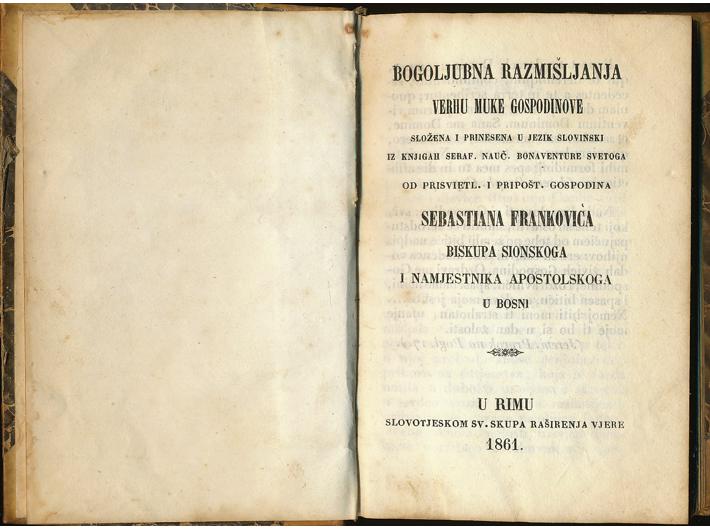 BOGOLJUBNA RAZMIŠLJANJA
VERHU MUKE GOSPODINOVE
SLOŽENA I PRINESENA U JEZIK SLOVINSKI
IZ KNJIGAH SERAF. NAUČ. BONAVENTURE SVETOGA
OD PRISVIETL. I PRIPOŠT. GOSPODINA
SEBASTIANA FRANKOVIĆA
BISKUPA SIONSKOGA
I NAMJESTNIKA APOSTOLSKOGA
U BOSNI
U RIMU
SLOVOTJESKOM SV. SKUPA RAŠIRENJA VJERE
1861.